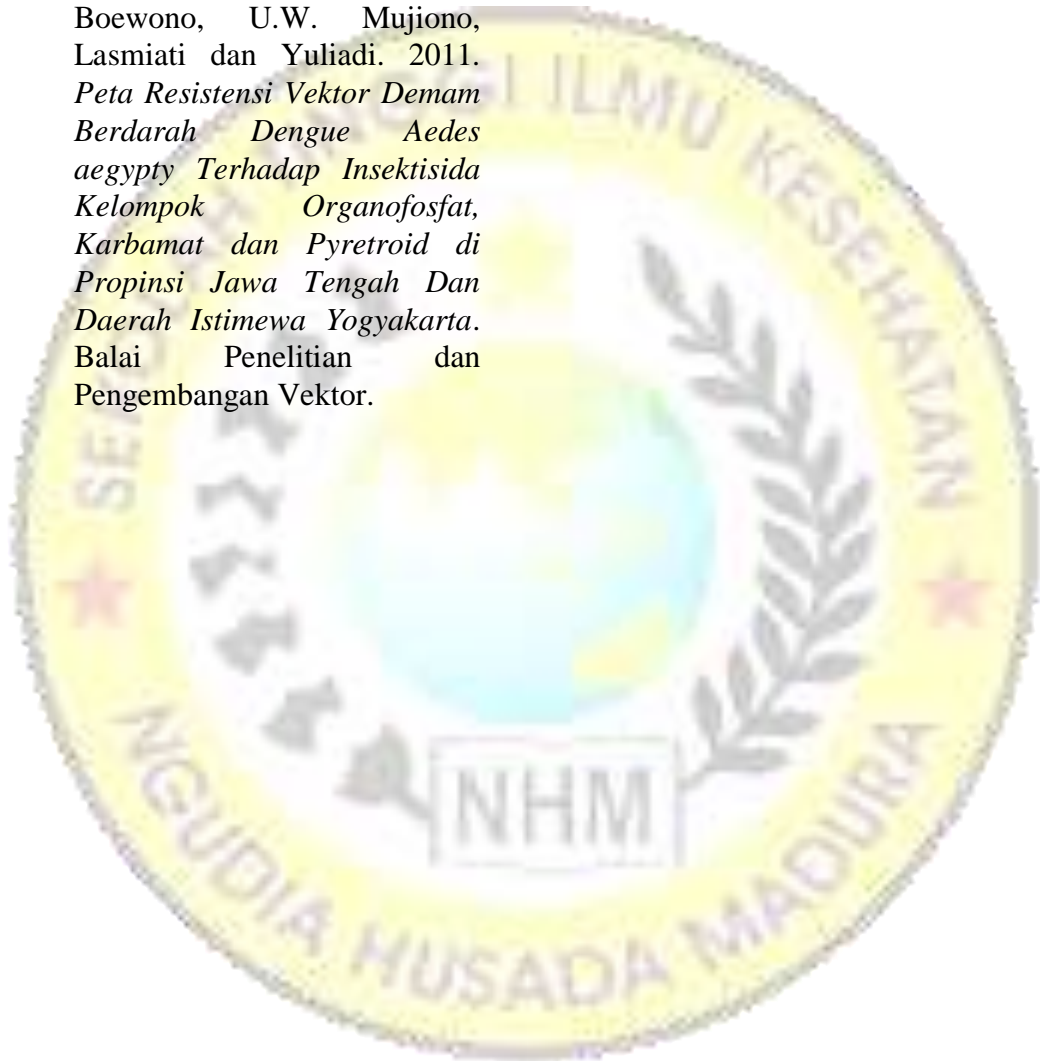 Boewono, U.W. Mujiono,
Lasmiati dan Yuliadi. 2011.
Peta Resistensi Vektor Demam
Berdarah Dengue Aedes
aegypty Terhadap Insektisida
Kelompok Organofosfat,
Karbamat dan Pyretroid di
Propinsi Jawa Tengah Dan
Daerah Istimewa Yogyakarta.
Balai Penelitian dan
Pengembangan Vektor.
SEKOLAH TINGGI ILMU KESEHATAN
NHM
NGUDIA HUSADA MADURA